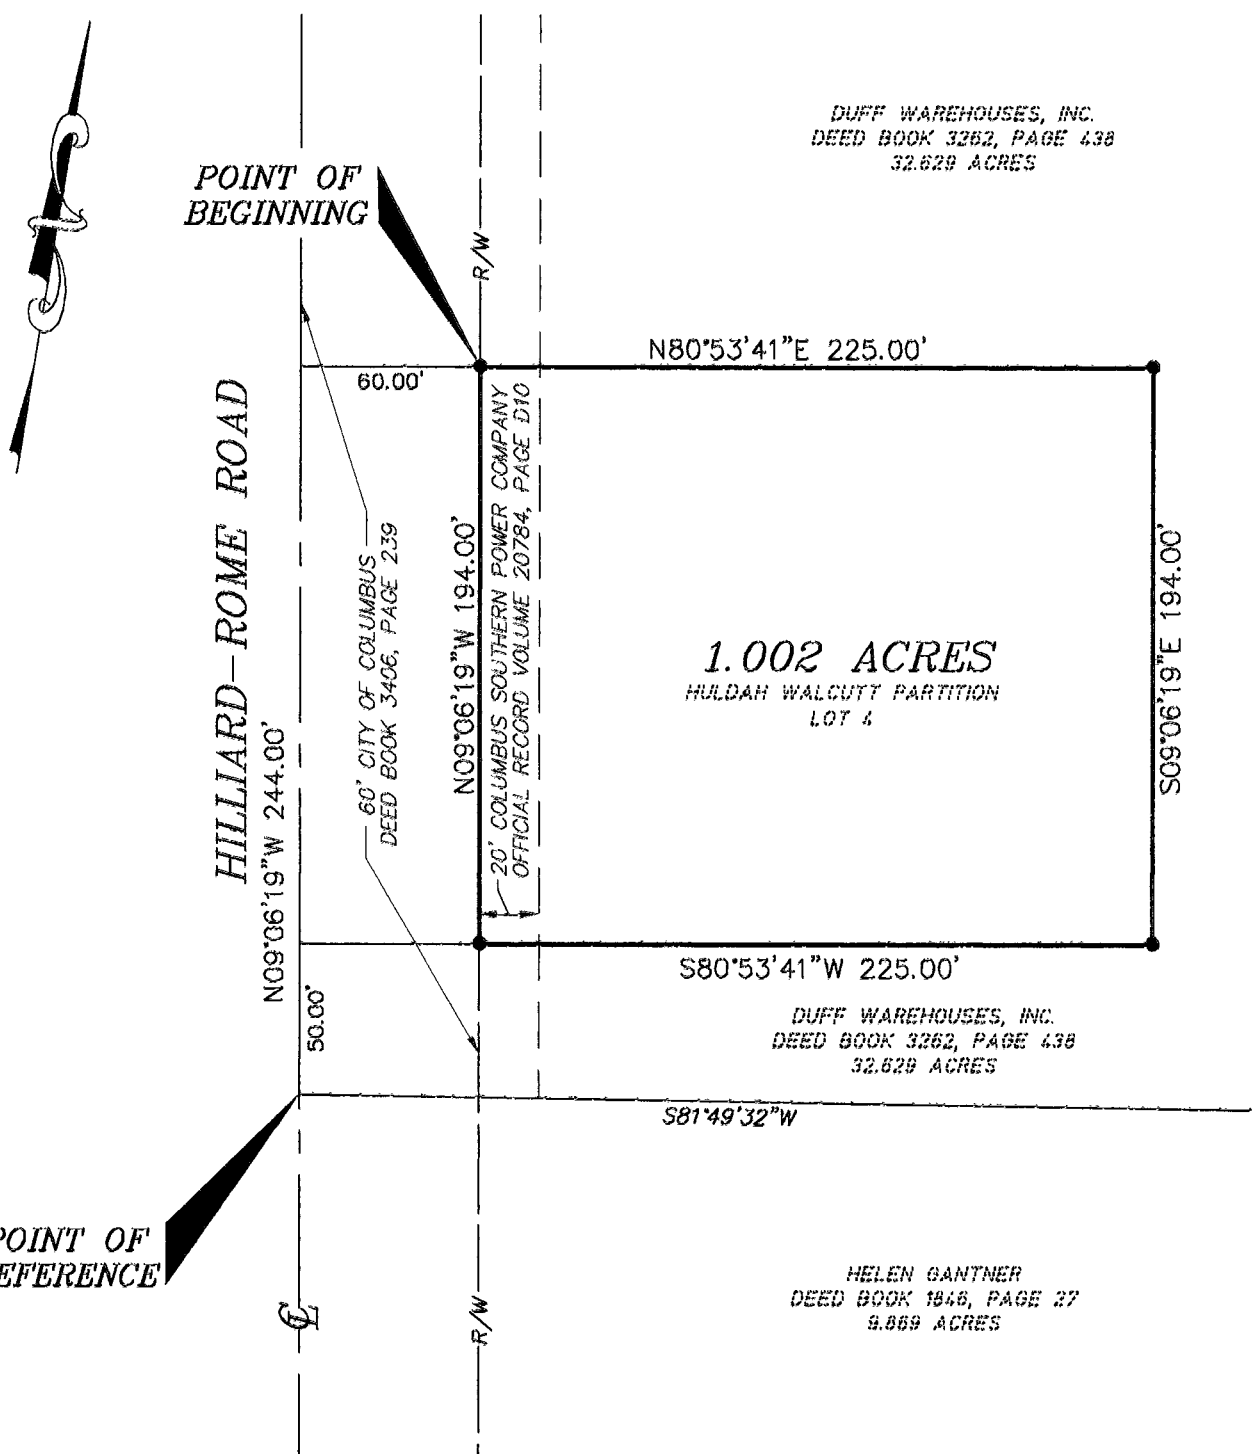 DUFF WAREHOUSES, INC.
DEED BOOK 3262, PAGE 438
32.629 ACRES
POINT OF
BEGINNING
R/W
N80°53'41"E 225.00'
60.00'
HILLIARD-ROME ROAD
N09°06'19"W 244.00'
60' CITY OF COLUMBUS
DEED BOOK 3406, PAGE 239
N09°06'19"W 194.00'
20' COLUMBUS SOUTHERN POWER COMPANY
OFFICIAL RECORD VOLUME 20784, PAGE D10
1.002 ACRES
HULDAH WALCUTT PARTITION
LOT 4
S09°06'19"E 194.00'
S80°53'41"W 225.00'
50.00'
DUFF WAREHOUSES, INC.
DEED BOOK 3262, PAGE 438
32.629 ACRES
S81°49'32"W
POINT OF
EFERENCE
HELEN GANTNER
DEED BOOK 1846, PAGE 27
9.869 ACRES
℄
R/W